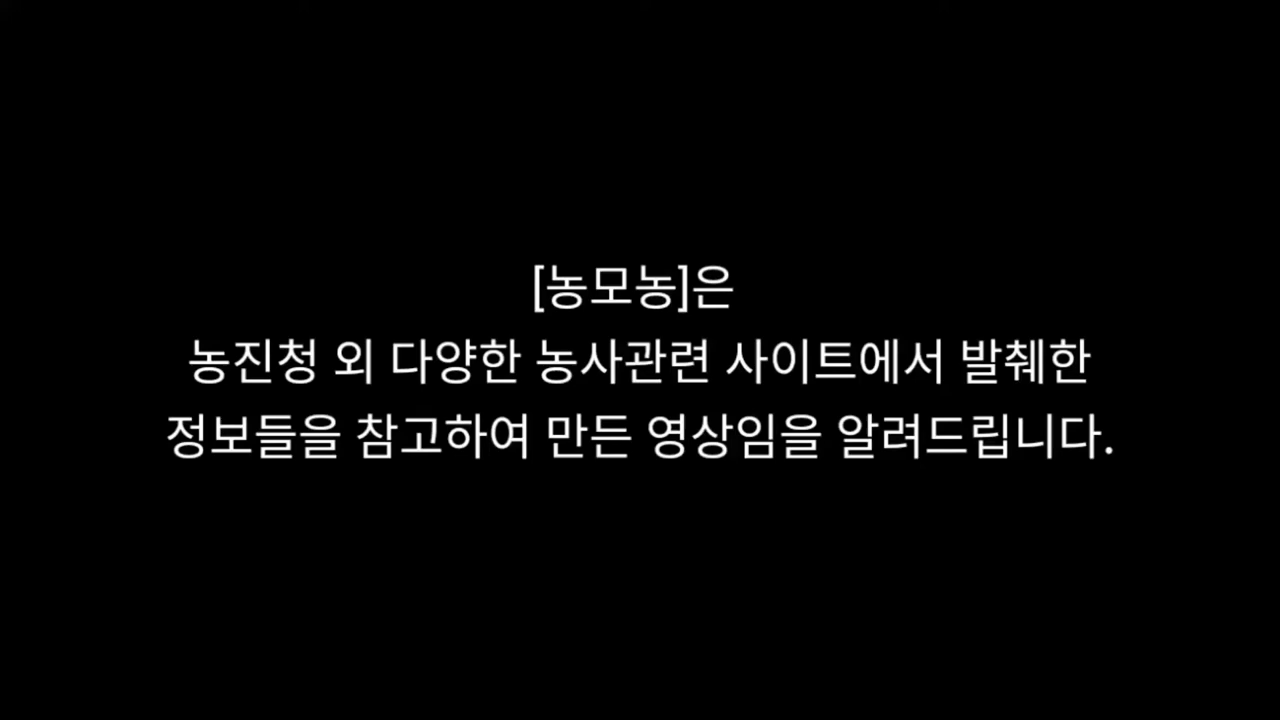 [농모농]은
농진청 외 다양한 농사관련 사이트에서 발췌한
정보들을 참고하여 만든 영상임을 알려드립니다.